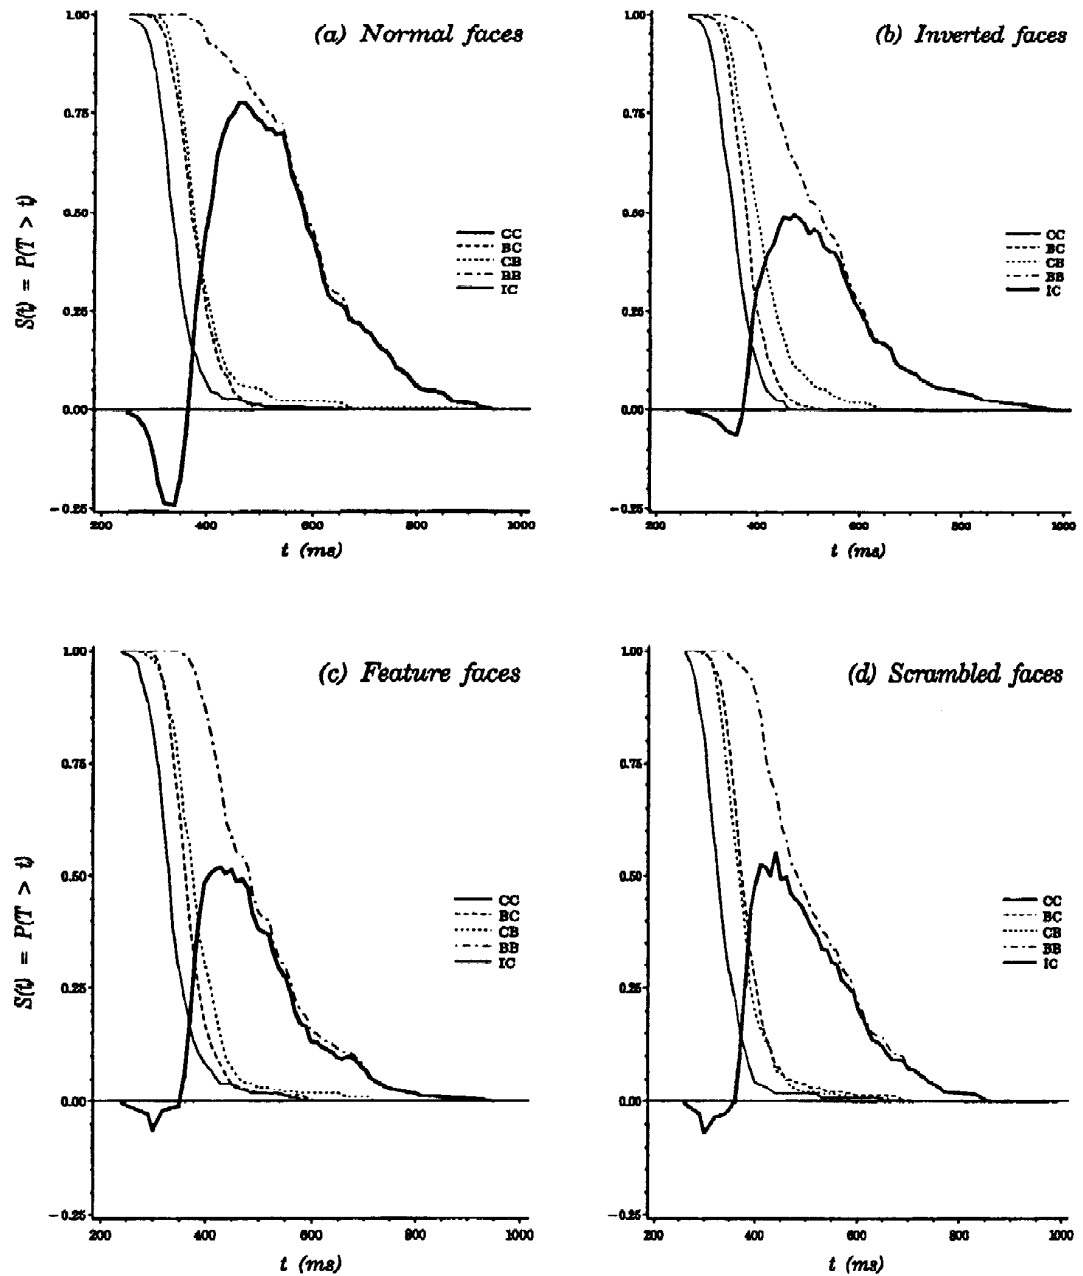 (a) Normal faces
1.00
0.75
0.50
0.25
0.00
−0.25
S(t) = P(T > t)
CC
BC
CB
BB
IC
200 400 600 800 1000
t (ms)
(b) Inverted faces
1.00
0.75
0.50
0.25
0.00
−0.25
CC
BC
CB
BB
IC
200 400 600 800 1000
t (ms)
(c) Feature faces
1.00
0.75
0.50
0.25
0.00
−0.25
S(t) = P(T > t)
CC
BC
CB
BB
IC
200 400 600 800 1000
t (ms)
(d) Scrambled faces
1.00
0.75
0.50
0.25
0.00
−0.25
CC
BC
CB
BB
IC
200 400 600 800 1000
t (ms)